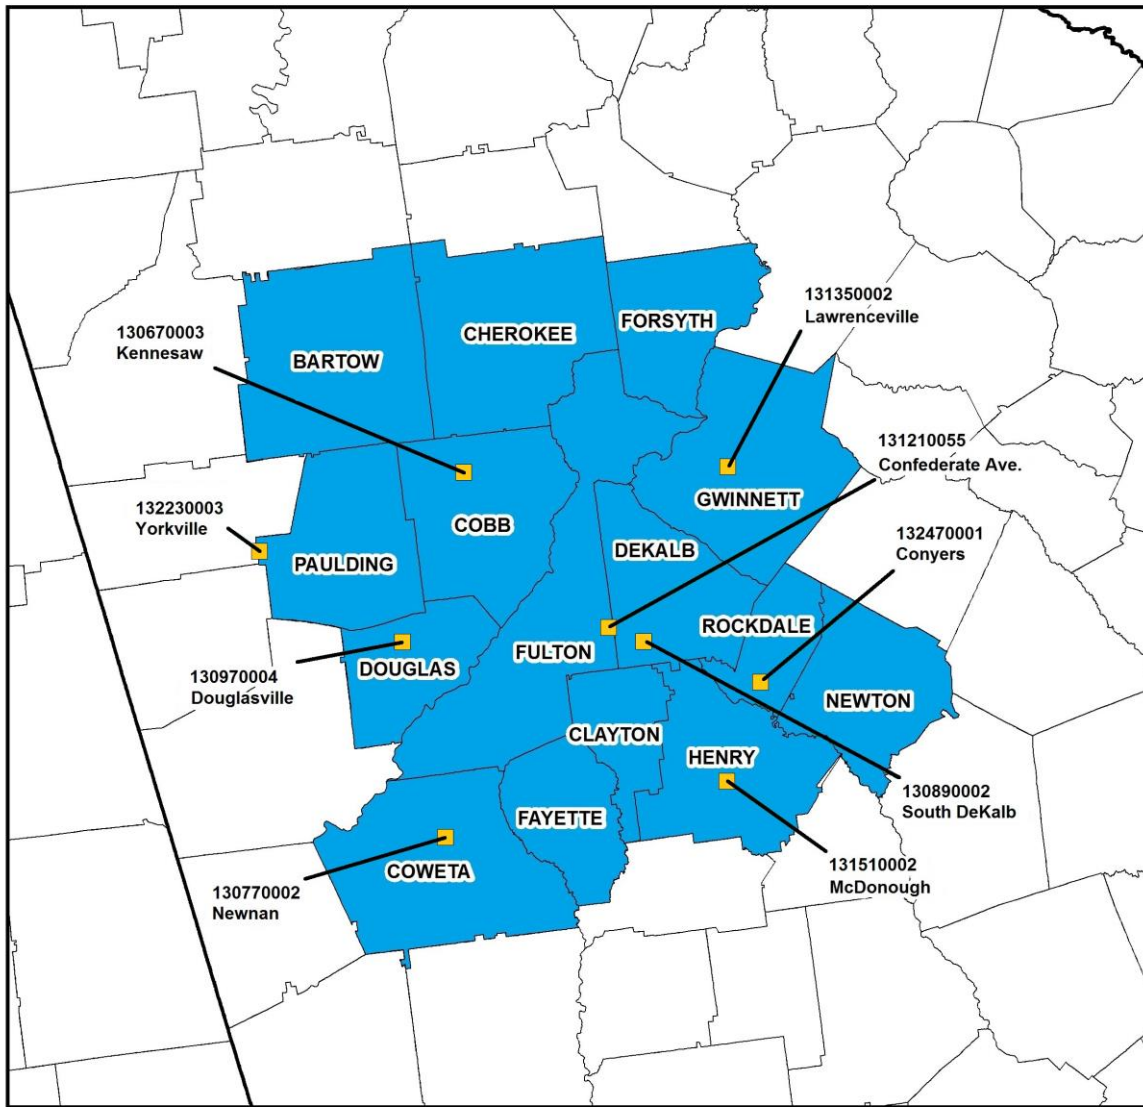 131350002
Lawrenceville
FORSYTH
CHEROKEE
130670003
Kennesaw
BARTOW
131210055
Confederate Ave.
GWINNETT
132230003
Yorkville
COBB
132470001
Conyers
DEKALB
PAULDING
ROCKDALE
FULTON
DOUGLAS
130970004
Douglasville
NEWTON
CLAYTON
HENRY
130890002
South DeKalb
FAYETTE
COWETA
131510002
McDonough
130770002
Newnan